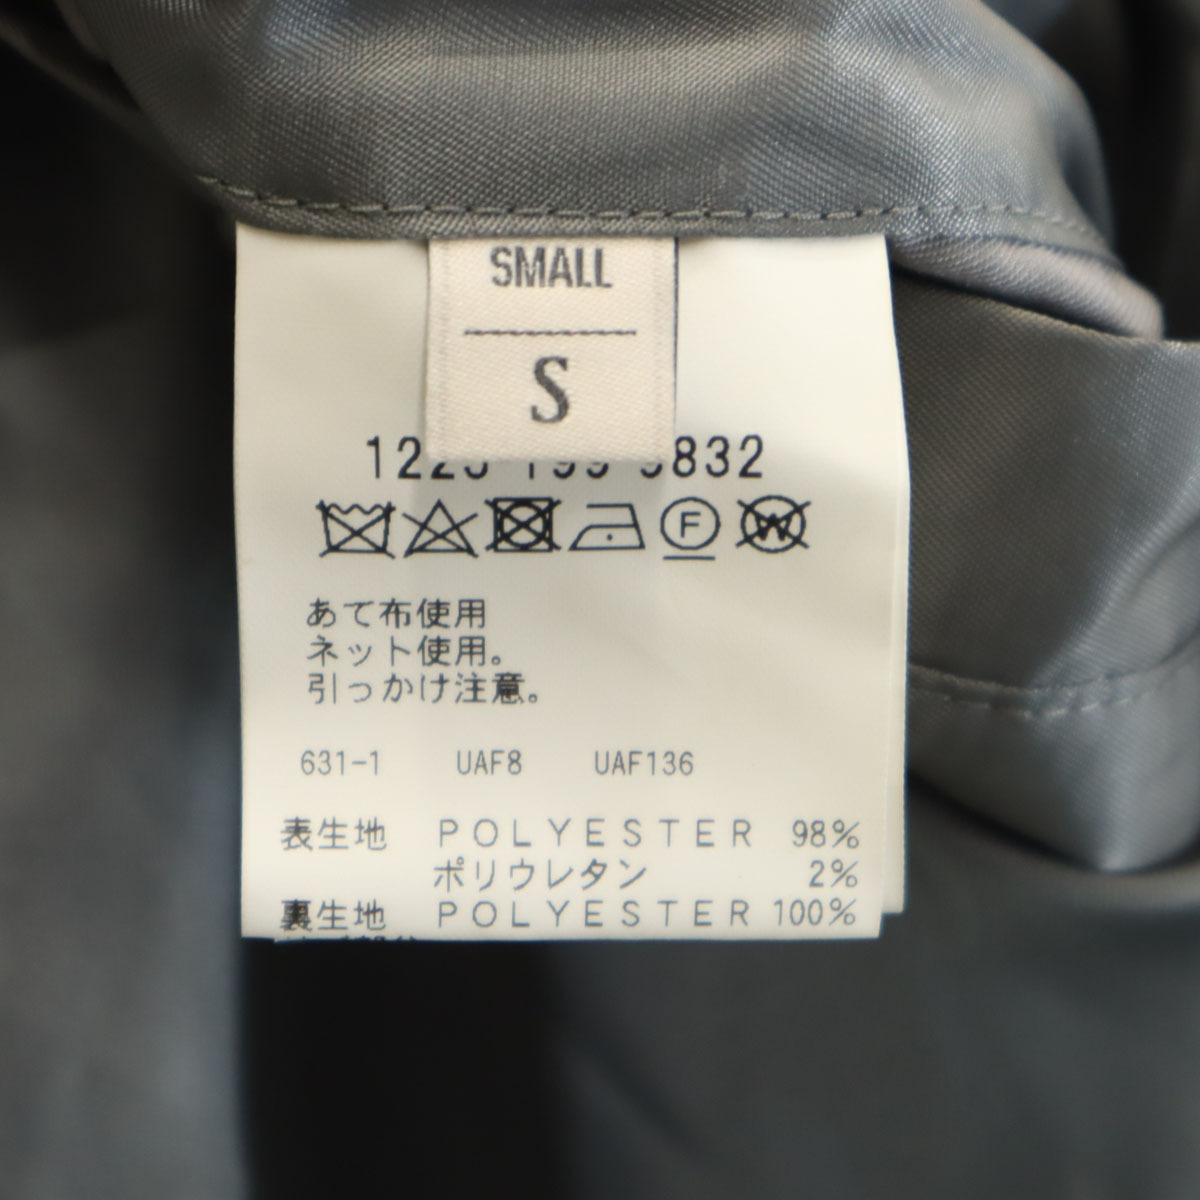 SMALL
S
832
F
W
あて布使用
ネット使用。
引っかけ注意。
631-1 UAF8 UAF136
表生地 POLYESTER 98%
ポリウレタン 2%
裏生地 POLYESTER 100%